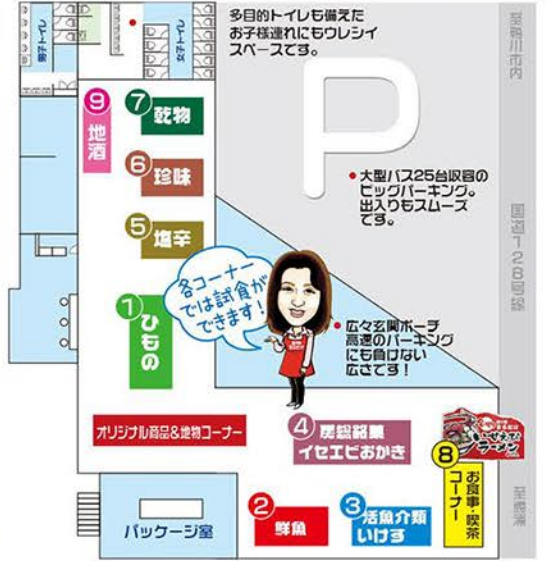 男子トイレ
女子トイレ
多目的トイレも備えた
お子様連れにもウレシイ
スペースです。
P
• 大型バス25台収容の
ビッグパーキング。
出入りもスムーズ
です。
至鴨川市内
国道128号線
9
地酒
7
乾物
6
珍味
5
塩辛
各コーナー
では試食が
できます!
1
ひもの
• 広々玄関ポーチ
高速のパーキング
にも負けない
広さです!
オリジナル商品&地物コーナー
4
房総銘菓
イセエビおかき
いせえび
ラーメン
8
お食事・喫茶
コーナー
パッケージ室
2
鮮魚
3
活魚介類
いけす